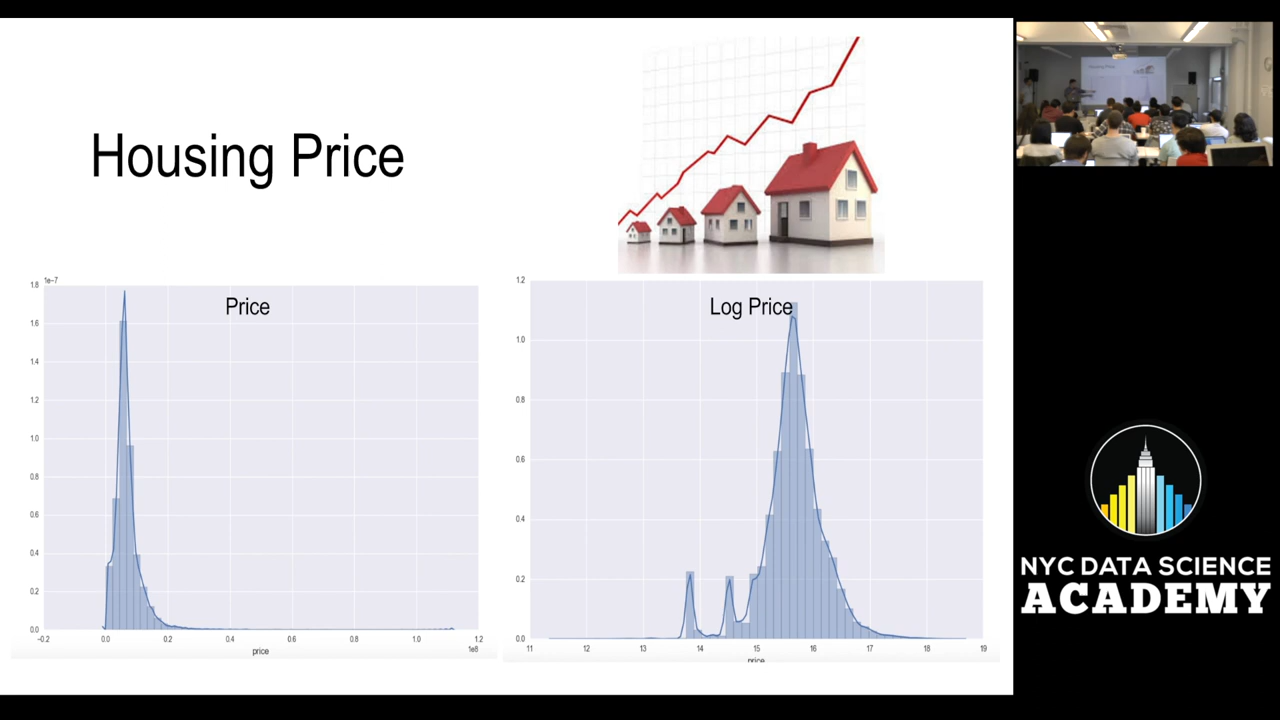 Housing Price
1e-7
Price
1.8
1.6
1.4
1.2
1.0
0.8
0.6
0.4
0.2
0.0
-0.2 0.0 0.2 0.4 0.6 0.8 1.0 1.2
1e8
price
Log Price
1.2
1.0
0.8
0.6
0.4
0.2
0.0
11 12 13 14 15 16 17 18 19
price
NYC DATA SCIENCE
ACADEMY